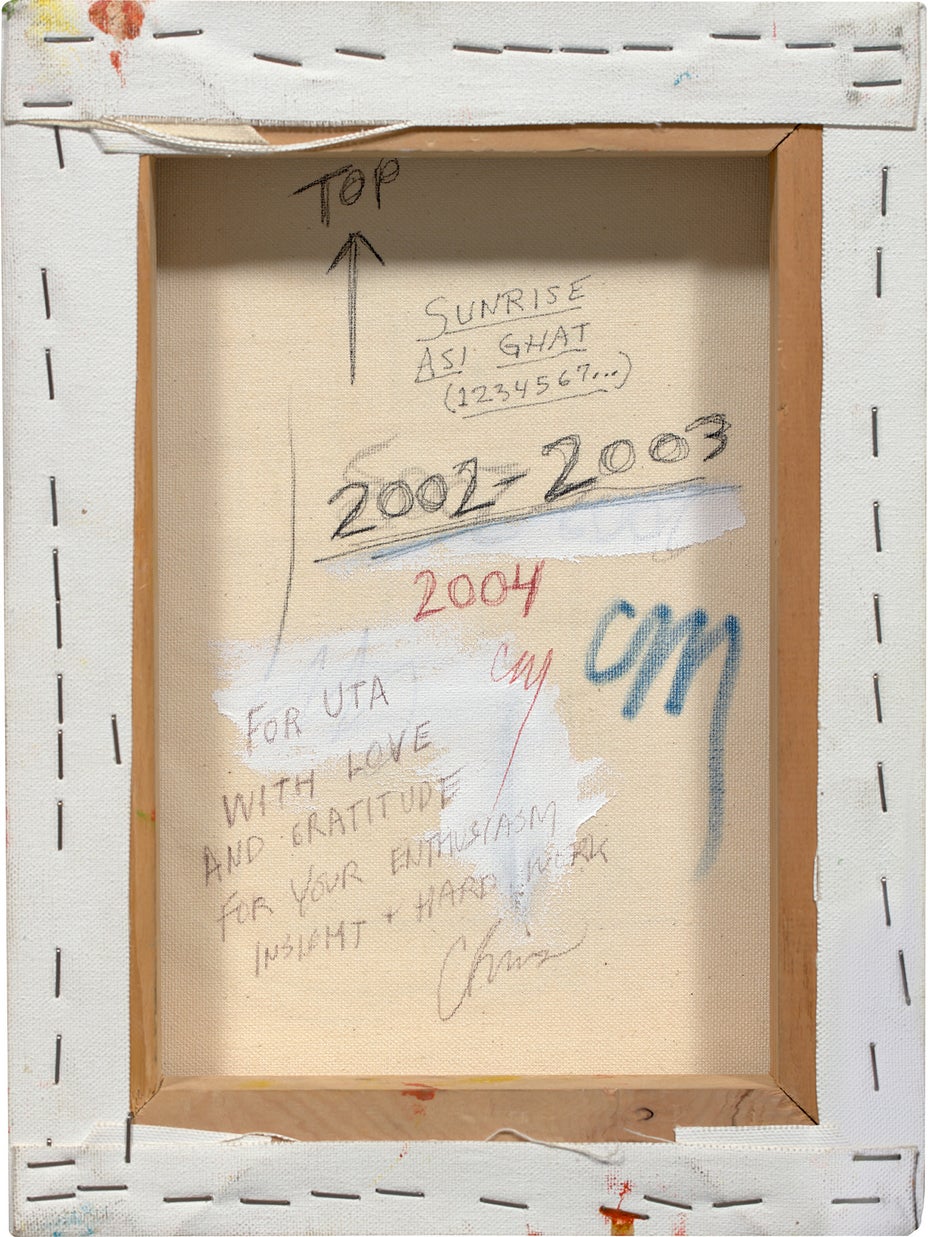 TOP
SUNRISE
ASI GHAT
(1234567...)
2002-2003
2004
CM
CM
FOR UTA
WITH LOVE
AND GRATITUDE
FOR YOUR ENTHUSIASM
INSIGHT + HARD WORK
Chris